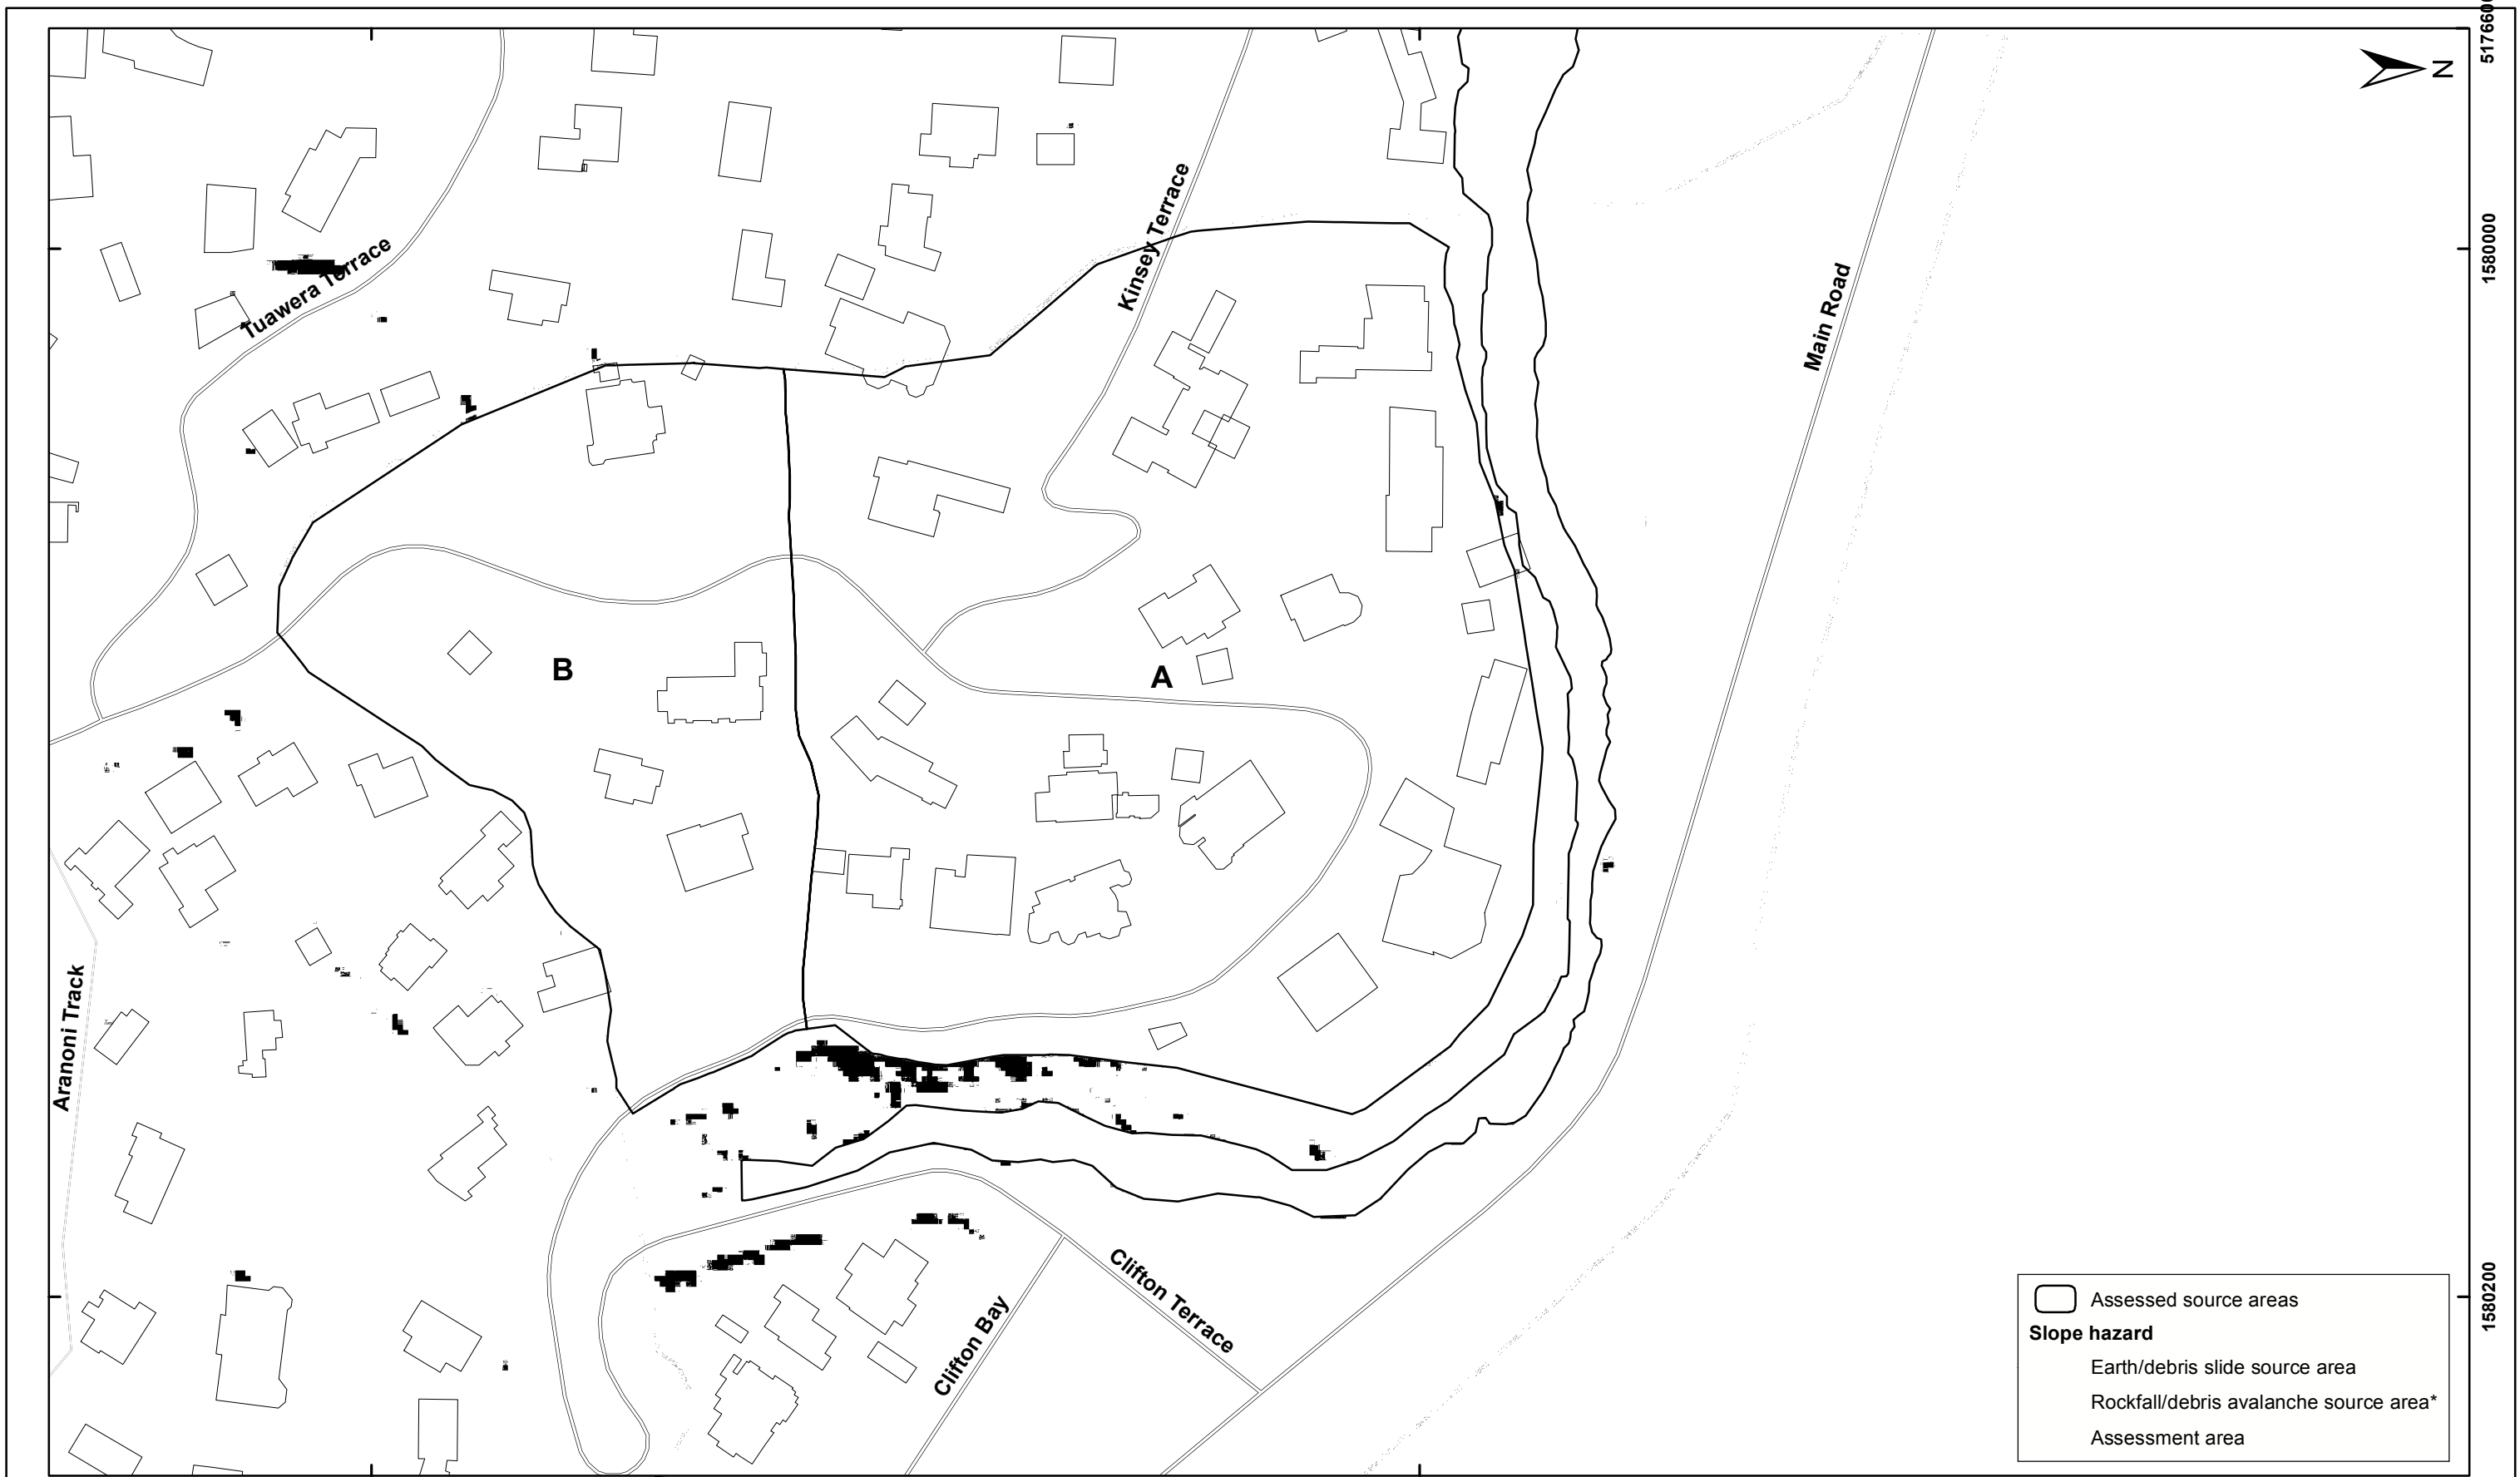 5176600
N
1580000
Kinsey Terrace
Tuawera Terrace
Main Road
B
A
Aranoni Track
Clifton Terrace
Clifton Bay
1580200
Assessed source areas
Slope hazard
Earth/debris slide source area
Rockfall/debris avalanche source area*
Assessment area